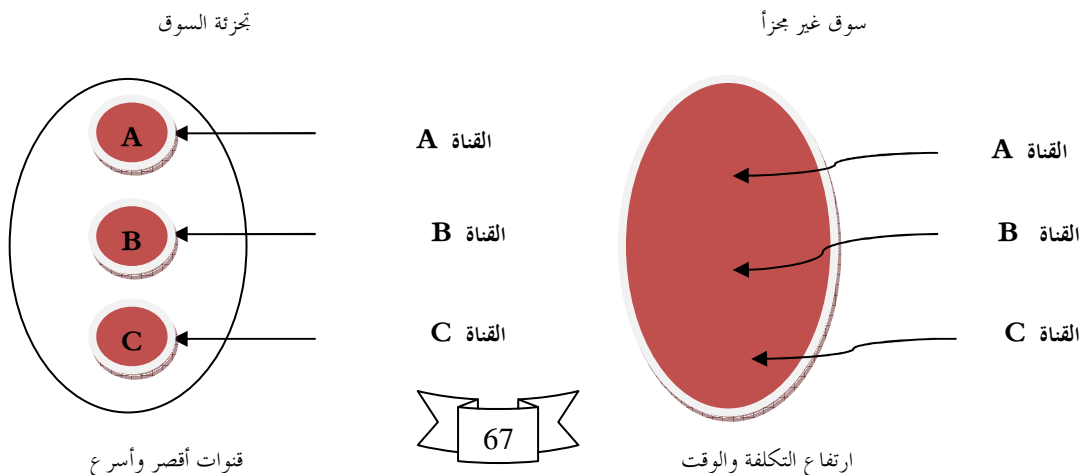 سوق غير مجزأ
تجزئة السوق
القناة A
القناة A
A
القناة B
القناة B
B
القناة C
القناة C
C
67
ارتفاع التكلفة والوقت
قنوات أقصر وأسرع